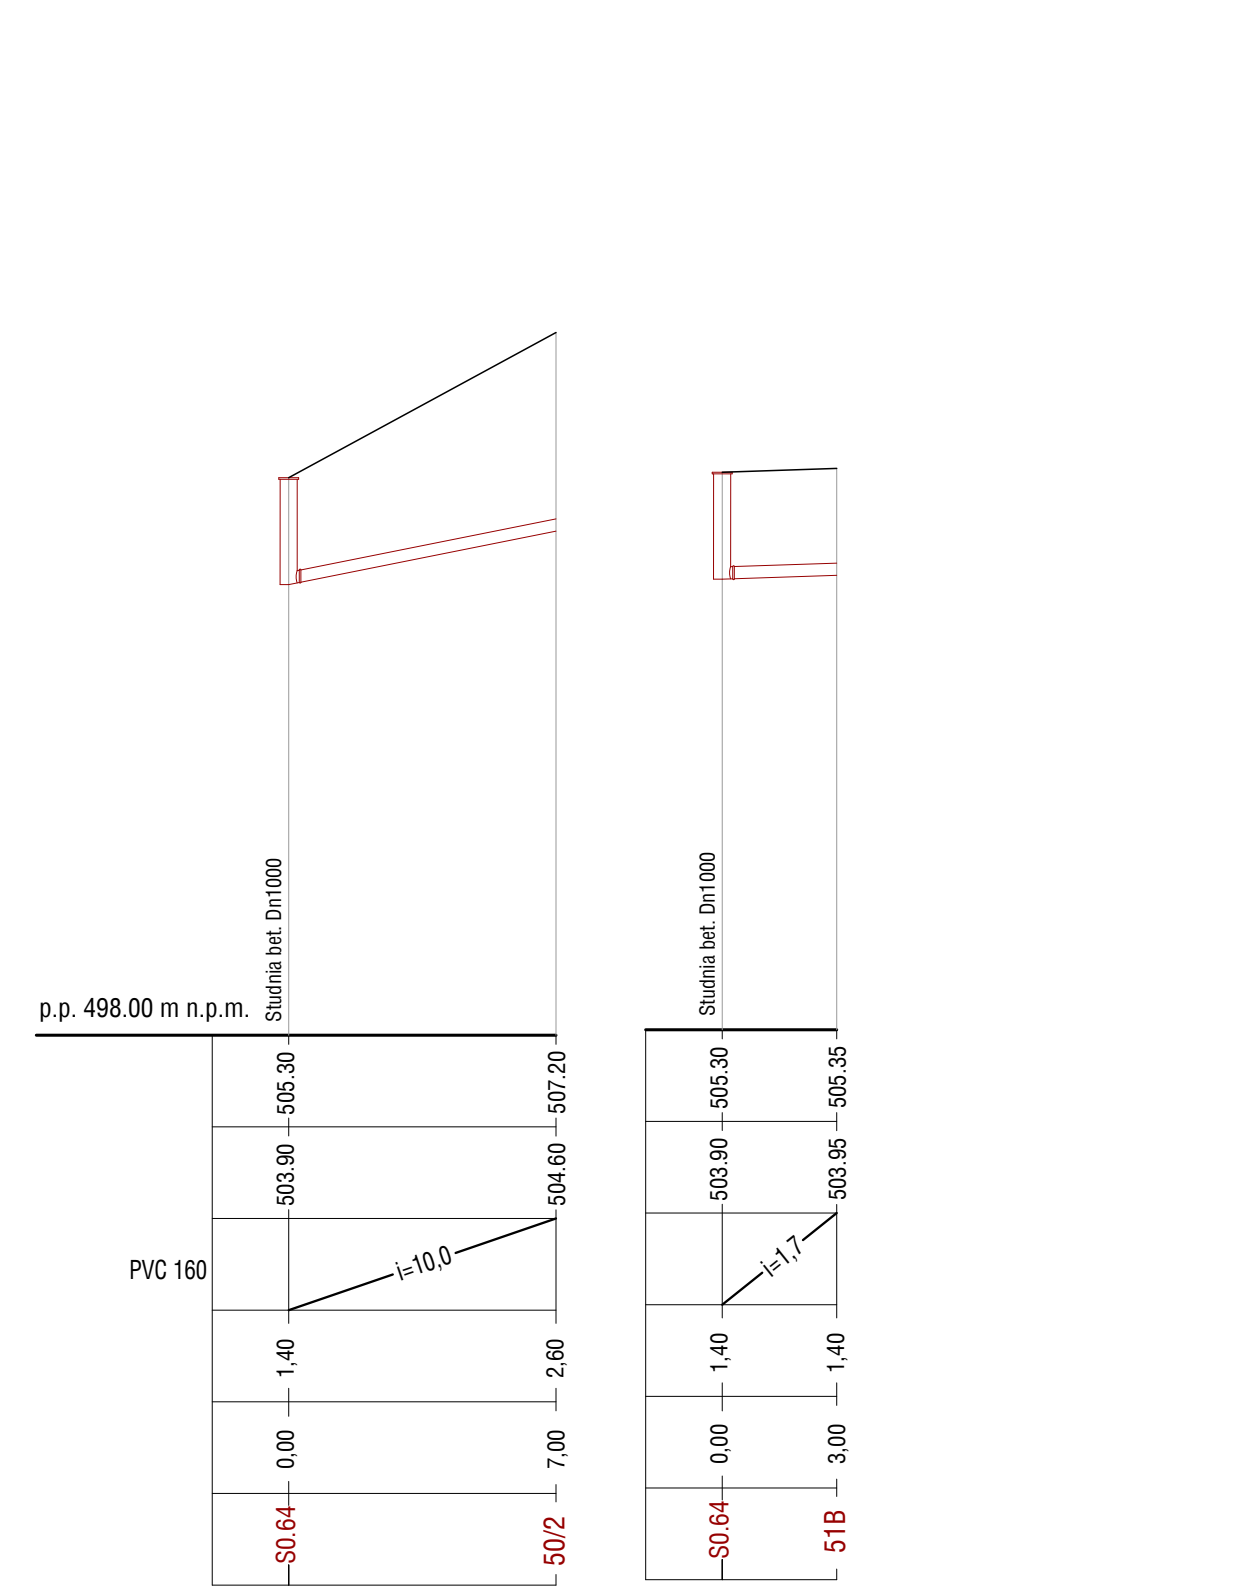 Studnia bet. Dn1000
Studnia bet. Dn1000
p.p. 498.00 m n.p.m.
505.30
507.20
505.30
505.35
503.90
504.60
503.90
503.95
PVC 160
i=10,0
i=1,7
1,40
2,60
1,40
1,40
0,00
7,00
0,00
3,00
S0.64
50/2
S0.64
51B